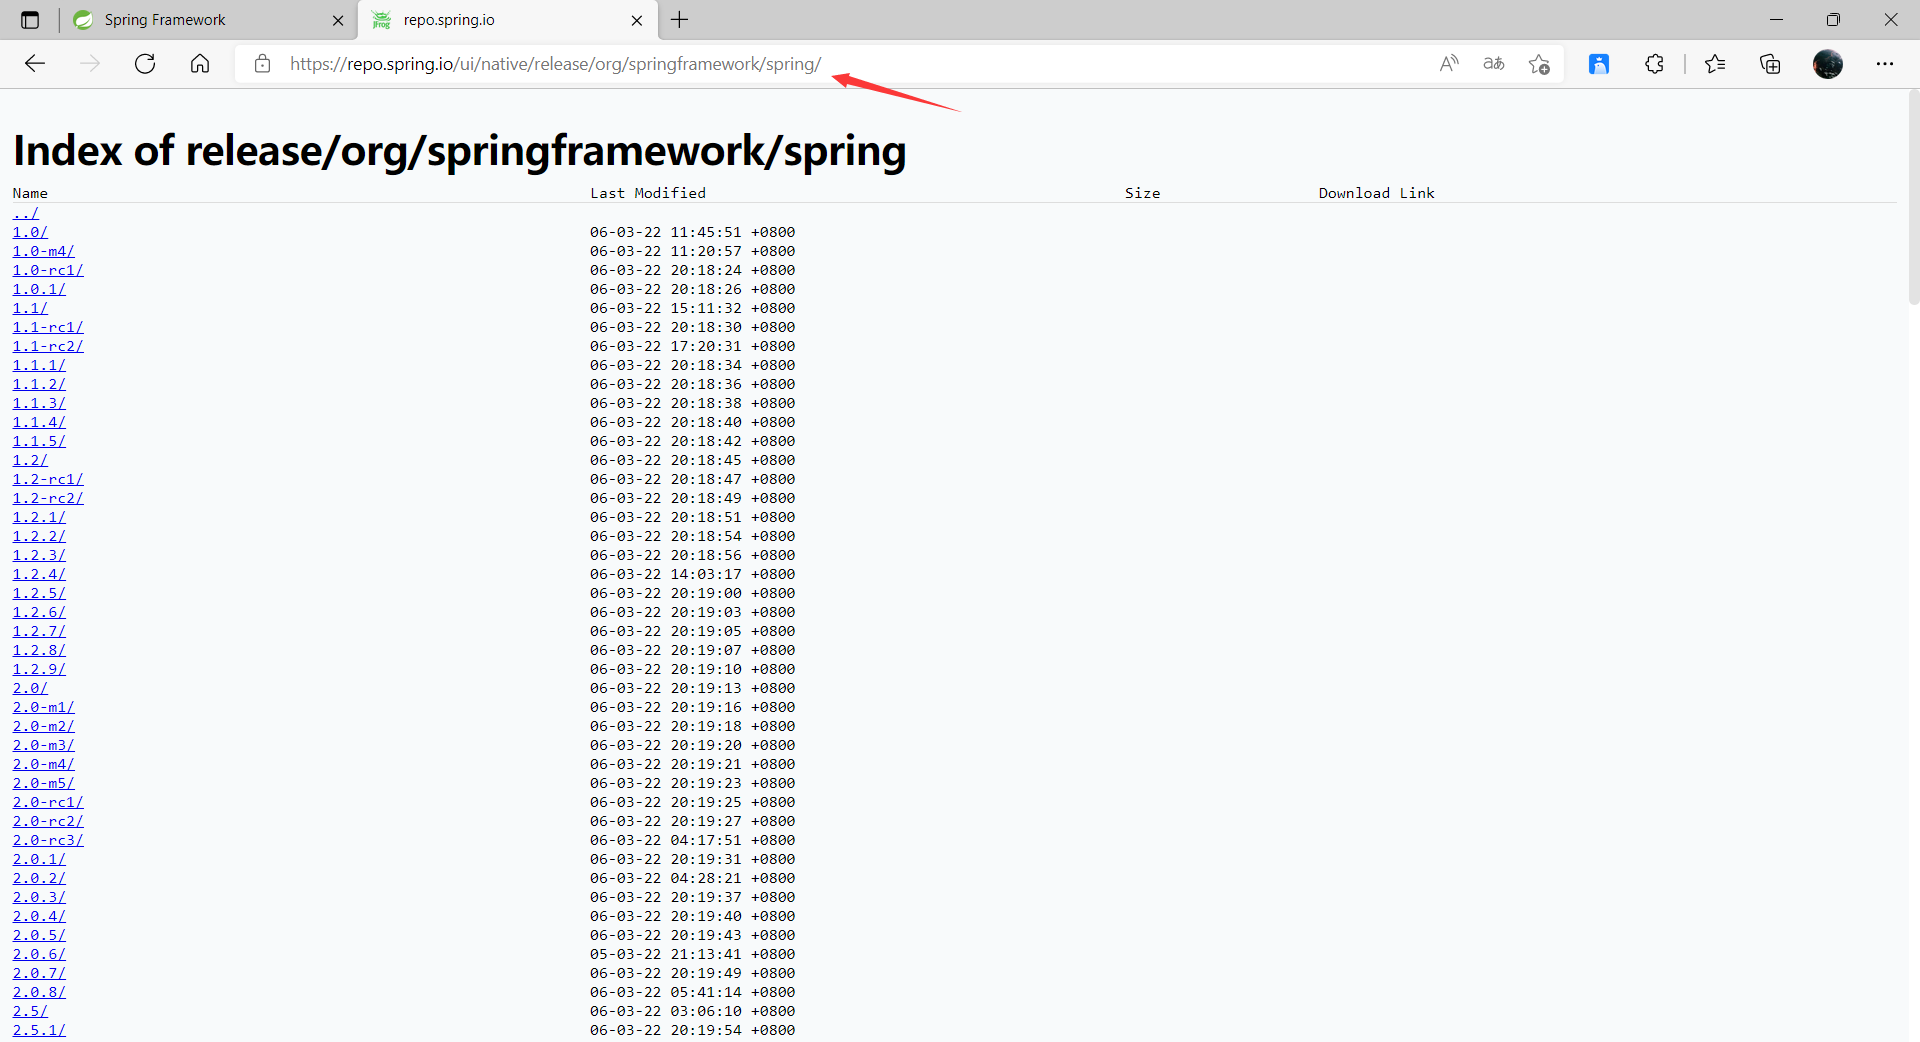 Spring Framework
repo.spring.io
https://repo.spring.io/ui/native/release/org/springframework/spring/
Index of release/org/springframework/spring
Name Last Modified Size Download Link
../
1.0/ 06-03-22 11:45:51 +0800
1.0-m4/ 06-03-22 11:20:57 +0800
1.0-rc1/ 06-03-22 20:18:24 +0800
1.0.1/ 06-03-22 20:18:26 +0800
1.1/ 06-03-22 15:11:32 +0800
1.1-rc1/ 06-03-22 20:18:30 +0800
1.1-rc2/ 06-03-22 17:20:31 +0800
1.1.1/ 06-03-22 20:18:34 +0800
1.1.2/ 06-03-22 20:18:36 +0800
1.1.3/ 06-03-22 20:18:38 +0800
1.1.4/ 06-03-22 20:18:40 +0800
1.1.5/ 06-03-22 20:18:42 +0800
1.2/ 06-03-22 20:18:45 +0800
1.2-rc1/ 06-03-22 20:18:47 +0800
1.2-rc2/ 06-03-22 20:18:49 +0800
1.2.1/ 06-03-22 20:18:51 +0800
1.2.2/ 06-03-22 20:18:54 +0800
1.2.3/ 06-03-22 20:18:56 +0800
1.2.4/ 06-03-22 14:03:17 +0800
1.2.5/ 06-03-22 20:19:00 +0800
1.2.6/ 06-03-22 20:19:03 +0800
1.2.7/ 06-03-22 20:19:05 +0800
1.2.8/ 06-03-22 20:19:07 +0800
1.2.9/ 06-03-22 20:19:10 +0800
2.0/ 06-03-22 20:19:13 +0800
2.0-m1/ 06-03-22 20:19:16 +0800
2.0-m2/ 06-03-22 20:19:18 +0800
2.0-m3/ 06-03-22 20:19:20 +0800
2.0-m4/ 06-03-22 20:19:21 +0800
2.0-m5/ 06-03-22 20:19:23 +0800
2.0-rc1/ 06-03-22 20:19:25 +0800
2.0-rc2/ 06-03-22 20:19:27 +0800
2.0-rc3/ 06-03-22 04:17:51 +0800
2.0.1/ 06-03-22 20:19:31 +0800
2.0.2/ 06-03-22 04:28:21 +0800
2.0.3/ 06-03-22 20:19:37 +0800
2.0.4/ 06-03-22 20:19:40 +0800
2.0.5/ 06-03-22 20:19:43 +0800
2.0.6/ 05-03-22 21:13:41 +0800
2.0.7/ 06-03-22 20:19:49 +0800
2.0.8/ 06-03-22 05:41:14 +0800
2.5/ 06-03-22 03:06:10 +0800
2.5.1/ 06-03-22 20:19:54 +0800